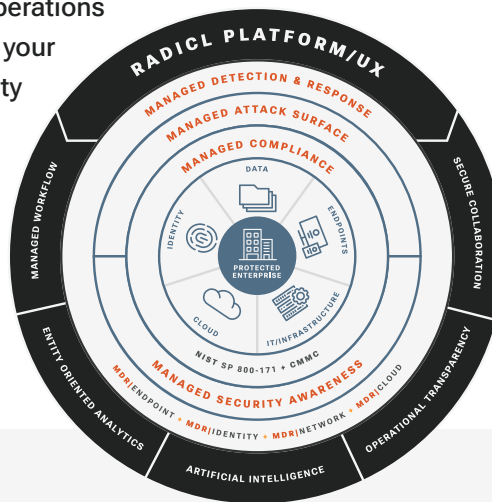 perations
your
ty
RADICL PLATFORM/UX
MANAGED DETECTION & RESPONSE
MANAGED ATTACK SURFACE
MANAGED COMPLIANCE
DATA
IDENTITY
ENDPOINTS
PROTECTED
ENTERPRISE
CLOUD
IT/INFRASTRUCTURE
NIST SP 800-171 + CMMC
MANAGED SECURITY AWARENESS
MDR|ENDPOINT + MDR|IDENTITY + MDR|NETWORK + MDR|CLOUD
MANAGED WORKFLOW
SECURE COLLABORATION
ENTITY ORIENTED ANALYTICS
OPERATIONAL TRANSPARENCY
ARTIFICIAL INTELLIGENCE